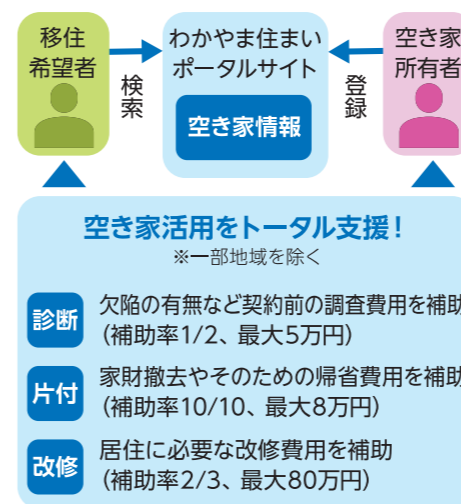 移住
希望者
検索
わかやま住まい
ポータルサイト
空き家情報
登録
空き家
所有者
空き家活用をトータル支援！
※一部地域を除く
診断
欠陥の有無など契約前の調査費用を補助
（補助率1/2、最大5万円）
片付
家財撤去やそのための帰省費用を補助
（補助率10/10、最大8万円）
改修
居住に必要な改修費用を補助
（補助率2/3、最大80万円）